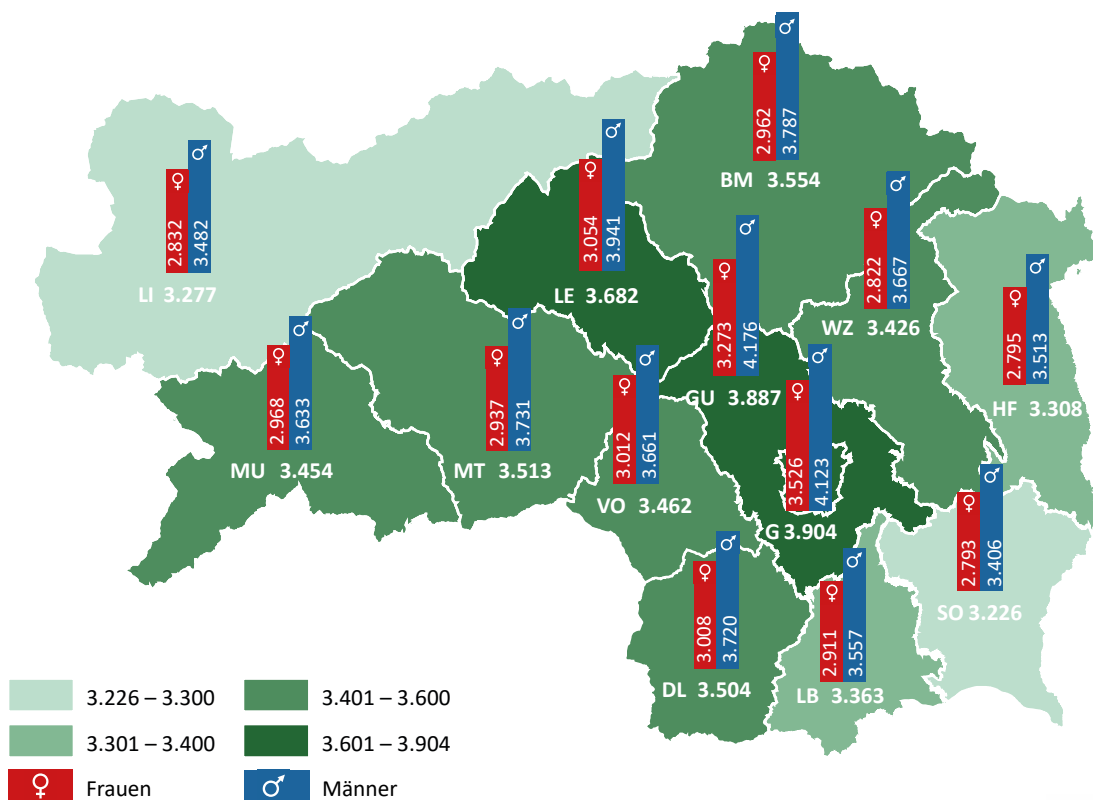 ♀ 2.962 ♂ 3.787
BM 3.554
♀ 2.832 ♂ 3.482
LI 3.277
♀ 3.054 ♂ 3.941
LE 3.682
♀ 2.822 ♂ 3.667
WZ 3.426
♀ 3.273 ♂ 4.176
GU 3.887
♀ 2.795 ♂ 3.513
HF 3.308
♀ 2.968 ♂ 3.633
MU 3.454
♀ 2.937 ♂ 3.731
MT 3.513
♀ 3.012 ♂ 3.661
VO 3.462
♀ 3.526 ♂ 4.123
G 3.904
♀ 2.793 ♂ 3.406
SO 3.226
♀ 3.008 ♂ 3.720
DL 3.504
♀ 2.911 ♂ 3.557
LB 3.363
3.226 – 3.300
3.401 – 3.600
3.301 – 3.400
3.601 – 3.904
♀ Frauen
♂ Männer